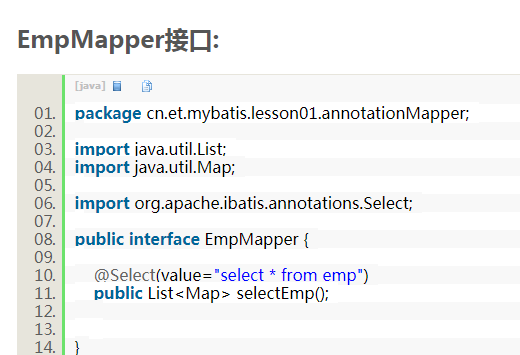 EmpMapper接口:
[java]
01. package cn.et.mybatis.lesson01.annotationMapper;
02.
03. import java.util.List;
04. import java.util.Map;
05.
06. import org.apache.ibatis.annotations.Select;
07.
08. public interface EmpMapper {
09.
10. @Select(value="select * from emp")
11. public List<Map> selectEmp();
12.
13.
14. }